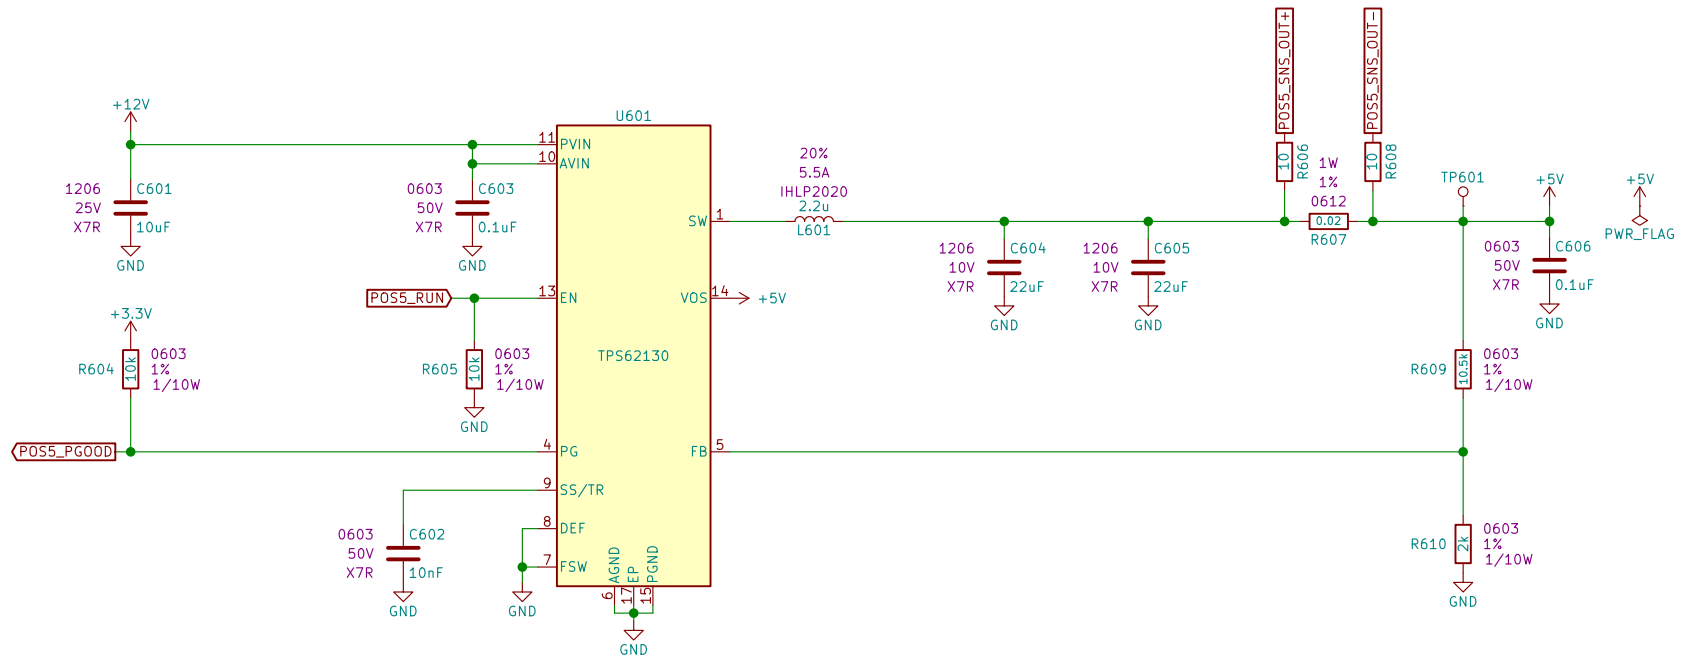 POS5_SNS_OUT+
POS5_SNS_OUT-
+12V
U601
11
PVIN
10
AVIN
1206
25V
X7R
C601
10uF
GND
0603
50V
X7R
C603
0.1uF
GND
SW
1
20%
5.5A
IHLP2020
2.2u
L601
10
R606
1W
1%
0612
0.02
R607
10
R608
TP601
+5V
+5V
PWR_FLAG
1206
10V
X7R
C604
22uF
GND
1206
10V
X7R
C605
22uF
GND
0603
50V
X7R
C606
0.1uF
GND
POS5_RUN
13
EN
VOS
14
+5V
+3.3V
R604
10k
0603
1%
1/10W
R605
10k
0603
1%
1/10W
GND
TPS62130
R609
10.5k
0603
1%
1/10W
POS5_PGOOD
4
PG
FB
5
9
SS/TR
0603
50V
X7R
C602
10nF
GND
8
DEF
7
FSW
GND
AGND
EP
PGND
6
17
15
GND
R610
2k
0603
1%
1/10W
GND